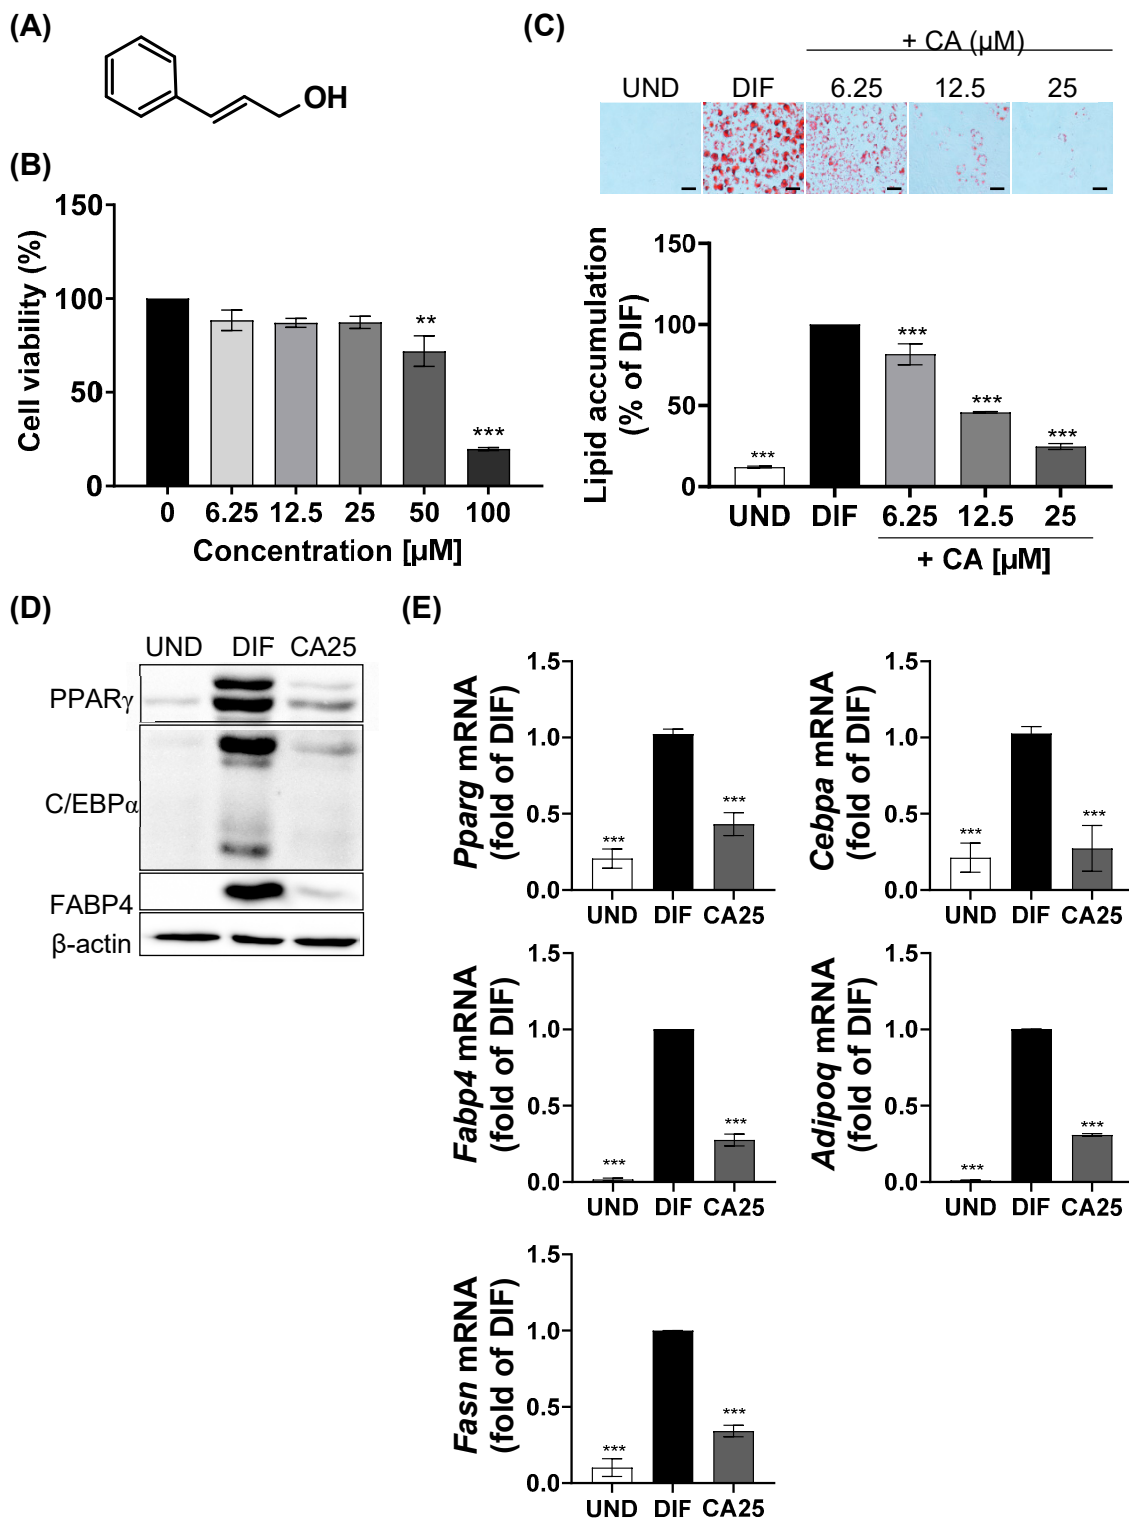 (A)
OH
(B)
Cell viability (%)
150
100
50
0
**
***
0 6.25 12.5 25 50 100
Concentration [µM]
(C)
+ CA (µM)
UND DIF 6.25 12.5 25
Lipid accumulation
(% of DIF)
150
100
50
0
***
***
***
***
UND DIF 6.25 12.5 25
+ CA [µM]
(D)
UND DIF CA25
PPARγ
C/EBPα
FABP4
β-actin
(E)
Pparg mRNA
(fold of DIF)
1.5
1.0
0.5
0.0
***
***
UND DIF CA25
Cebpa mRNA
(fold of DIF)
1.5
1.0
0.5
0.0
***
***
UND DIF CA25
Fabp4 mRNA
(fold of DIF)
1.5
1.0
0.5
0.0
***
***
UND DIF CA25
Adipoq mRNA
(fold of DIF)
1.5
1.0
0.5
0.0
***
***
UND DIF CA25
Fasn mRNA
(fold of DIF)
1.5
1.0
0.5
0.0
***
***
UND DIF CA25